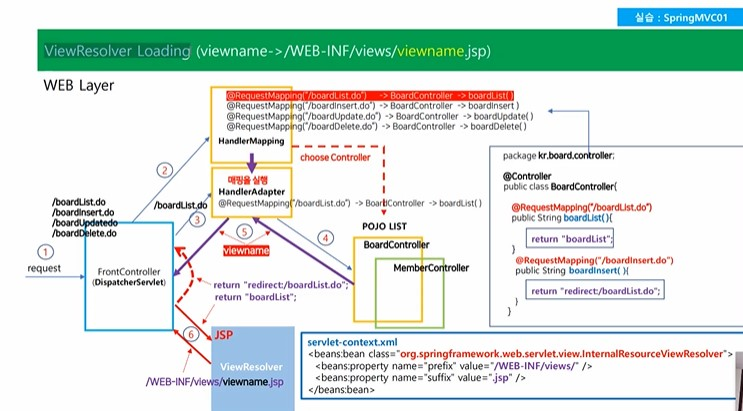 실습 : SpringMVC01
ViewResolver Loading (viewname->/WEB-INF/views/viewname.jsp)
WEB Layer
@RequestMapping("/boardList.do") -> BoardController -> boardList( )
@RequestMapping("/boardInsert.do") -> BoardController -> boardInsert )
@RequestMapping("/boardUpdate.do") -> BoardController -> boardUpdate( )
@RequestMapping("/boardDelete.do") -> BoardController -> boardDelete( )
HandlerMapping
choose Controller
2
매핑을 실행
HandlerAdapter
@RequestMapping("/boardList.do") -> BoardController -> boardList( )
/boardList.do
/boardInsert.do
/boardUpdatedo
/boardDelete.do
/boardList.do
3
1
request
FrontController
(DispatcherServlet)
5
viewname
4
POJO LIST
BoardController
MemberController
return "redirect:/boardList.do";
return "boardList";
6
JSP
ViewResolver
/WEB-INF/views/viewname.jsp
package kr.board.controller;
@Controller
public class BoardController{
@RequestMapping("/boardList.do")
public String boardList(){
return "boardList";
}
@RequestMapping("/boardInsert.do")
public String boardInsert( ){
return "redirect:/boardList.do";
}
}
servlet-context.xml
<beans:bean class="org.springframework.web.servlet.view.InternalResourceViewResolver">
<beans:property name="prefix" value="/WEB-INF/views/" />
<beans:property name="suffix" value=".jsp" />
</beans:bean>